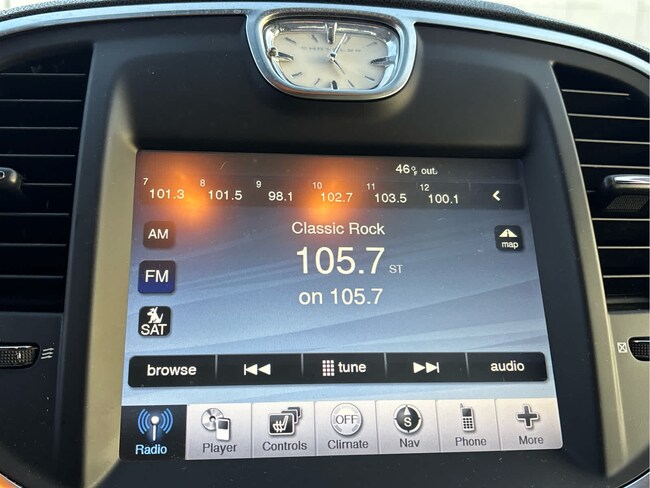 CHRYSLER
46° out
7 101.3 8 101.5 9 98.1 10 102.7 11 103.5 12 100.1
AM
Classic Rock
map
105.7 ST
FM
on 105.7
SAT
browse tune audio
OFF S
Radio Player Controls Climate Nav Phone More